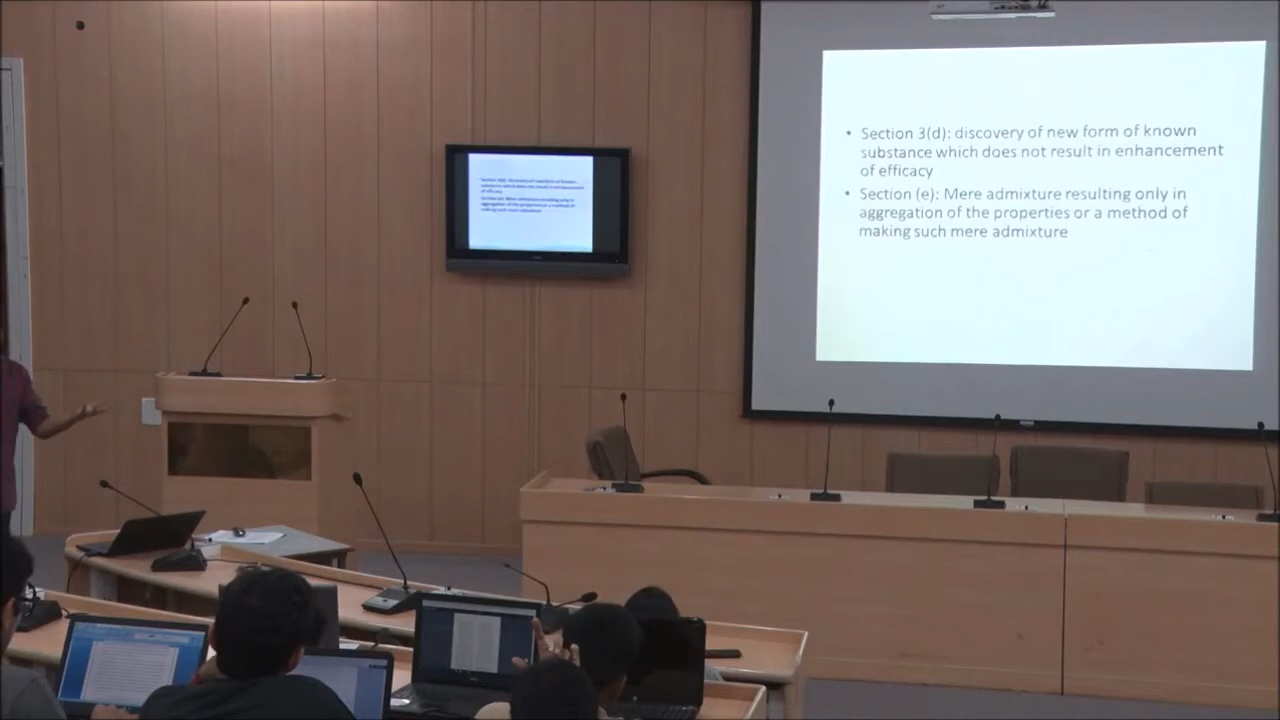 • Section 3(d): discovery of new form of known
substance which does not result in enhancement
of efficacy
• Section (e): Mere admixture resulting only in
aggregation of the properties or a method of
making such mere admixture